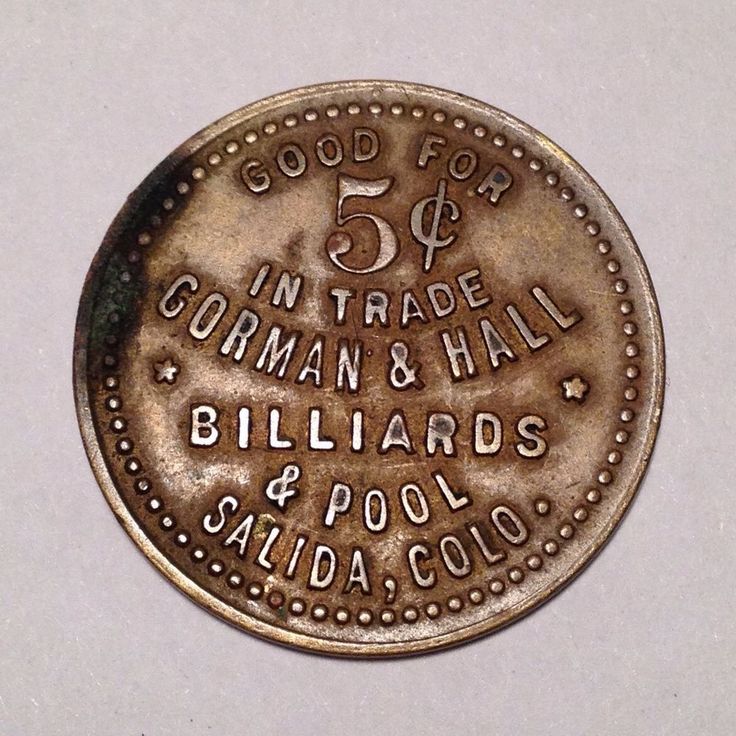 GOOD FOR
5¢
IN TRADE
GORMAN & HALL
BILLIARDS
& POOL
SALIDA, COLO.